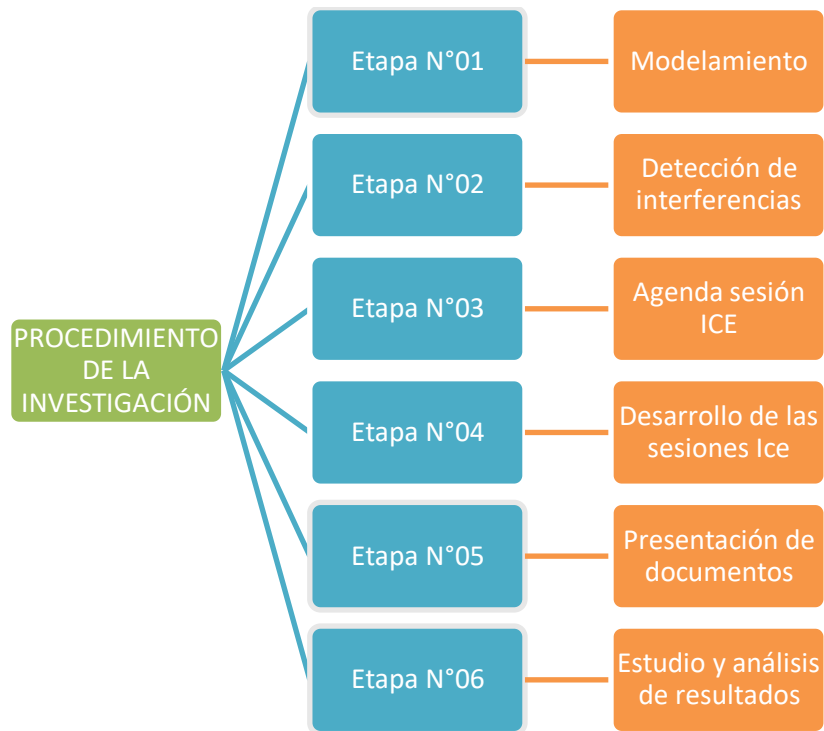 PROCEDIMIENTO
DE LA
INVESTIGACIÓN
Etapa N°01
Modelamiento
Etapa N°02
Detección de
interferencias
Etapa N°03
Agenda sesión
ICE
Etapa N°04
Desarrollo de las
sesiones Ice
Etapa N°05
Presentación de
documentos
Etapa N°06
Estudio y análisis
de resultados